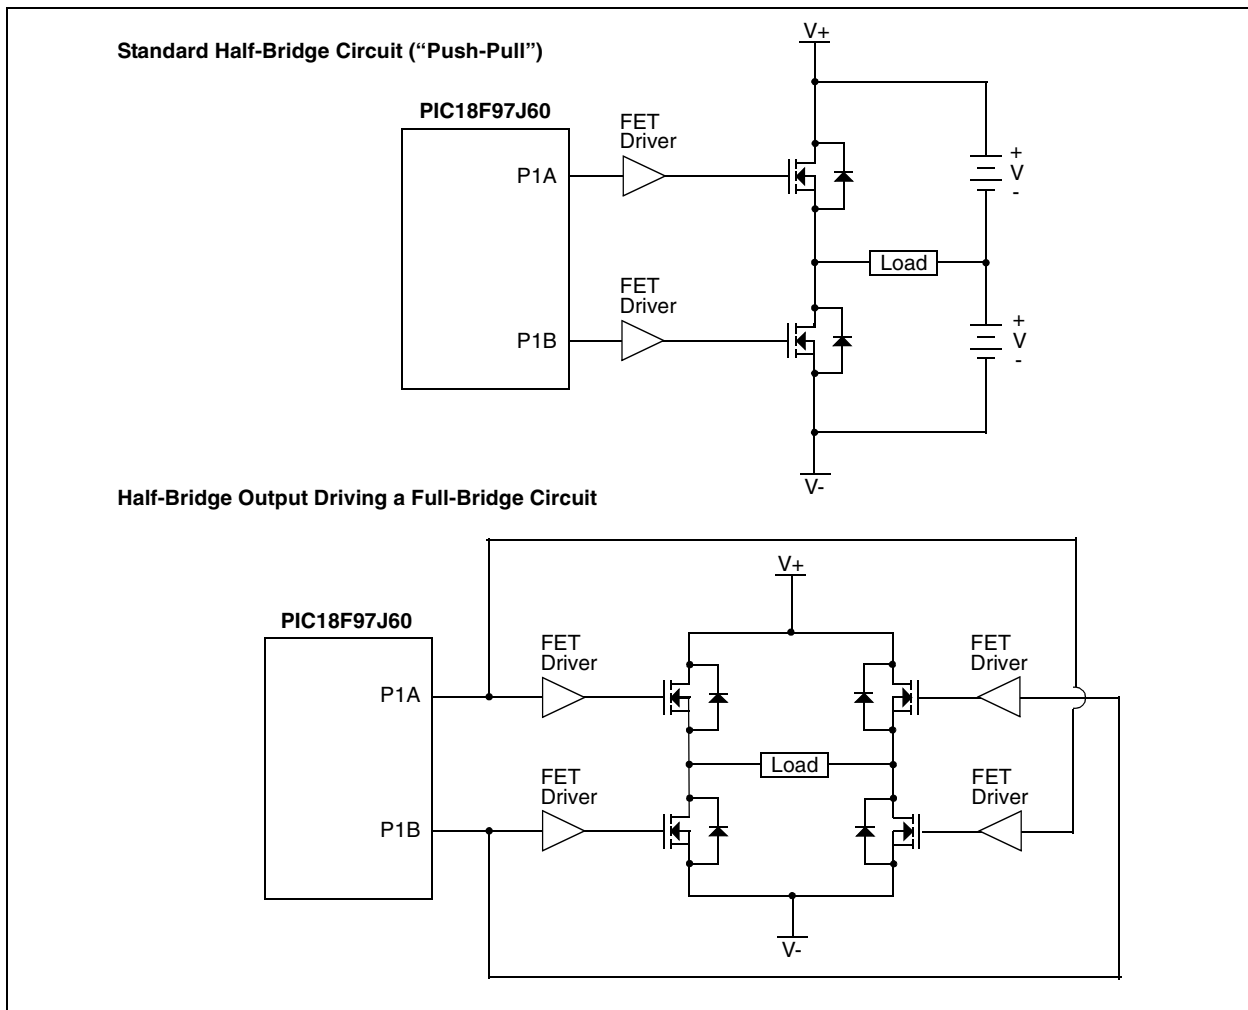 Standard Half-Bridge Circuit (“Push-Pull”)
V+
PIC18F97J60
FET
Driver
P1A
+
V
-
Load
FET
Driver
P1B
+
V
-
V-
Half-Bridge Output Driving a Full-Bridge Circuit
V+
PIC18F97J60
FET
Driver
FET
Driver
P1A
Load
FET
Driver
FET
Driver
P1B
V-